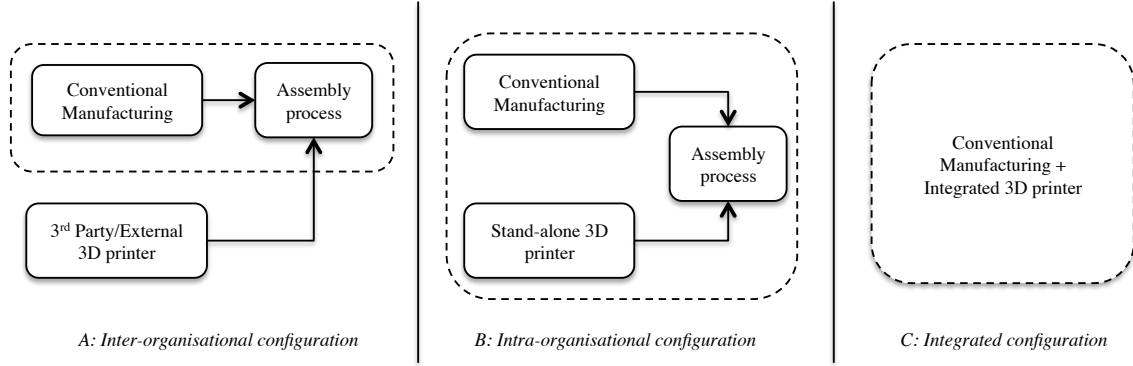 Conventional
Manufacturing
Assembly
process
3rd Party/External
3D printer
A: Inter-organisational configuration
Conventional
Manufacturing
Assembly
process
Stand-alone 3D
printer
B: Intra-organisational configuration
Conventional
Manufacturing +
Integrated 3D printer
C: Integrated configuration